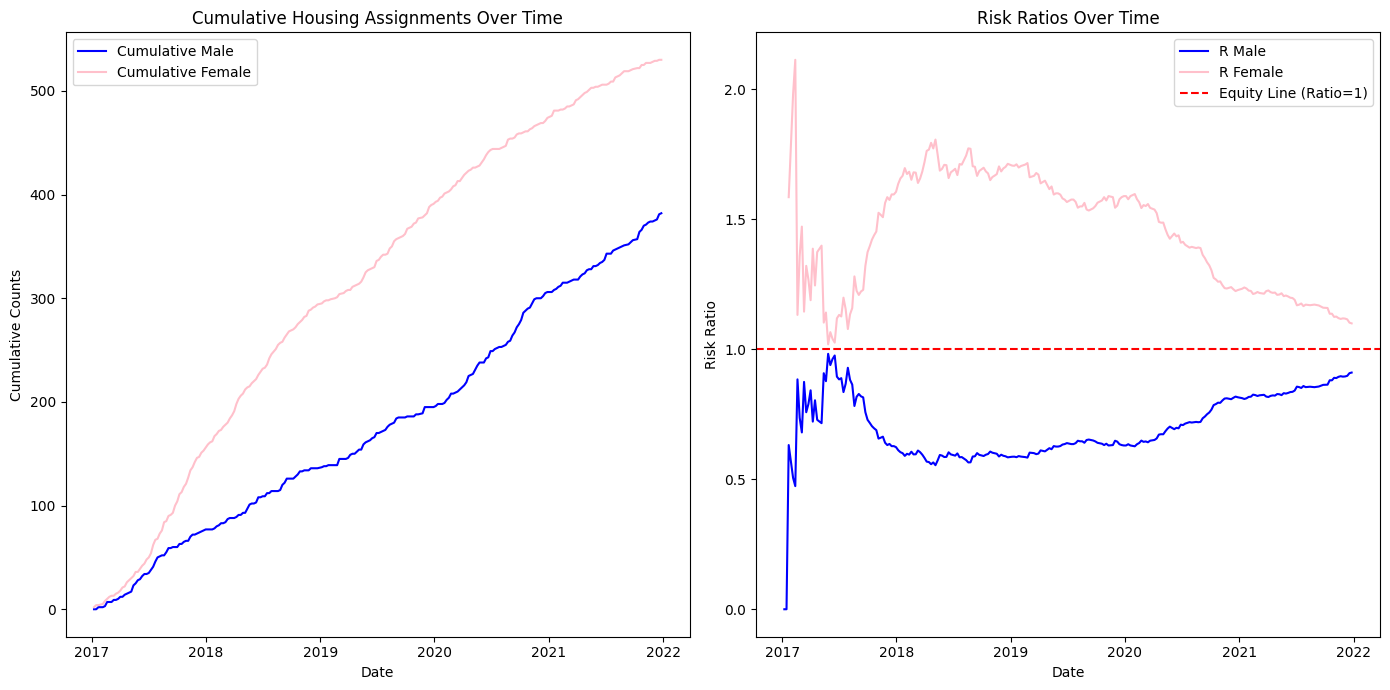 Cumulative Housing Assignments Over Time
Cumulative Male
Cumulative Female
Cumulative Counts
500
400
300
200
100
0
2017 2018 2019 2020 2021 2022
Date
Risk Ratios Over Time
R Male
R Female
Equity Line (Ratio=1)
Risk Ratio
2.0
1.5
1.0
0.5
0.0
2017 2018 2019 2020 2021 2022
Date